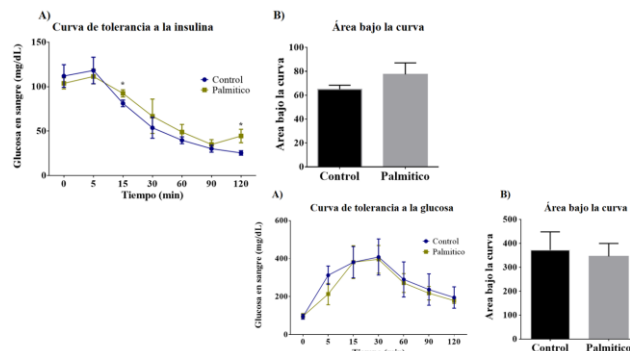 A)
Curva de tolerancia a la insulina
Glucosa en sangre (mg/dL)
150
100
50
0
* *
Control
Palmitico
0 5 15 30 60 90 120
Tiempo (min)
B)
Área bajo la curva
Area bajo la curva
100
80
60
40
20
0
Control Palmitico
A)
Curva de tolerancia a la glucosa
Glucosa en sangre (mg/dL)
600
400
200
0
Control
Palmitico
0 5 15 30 60 90 120
B)
Área bajo la curva
Area bajo la curva
500
400
300
200
100
0
Control Palmitico